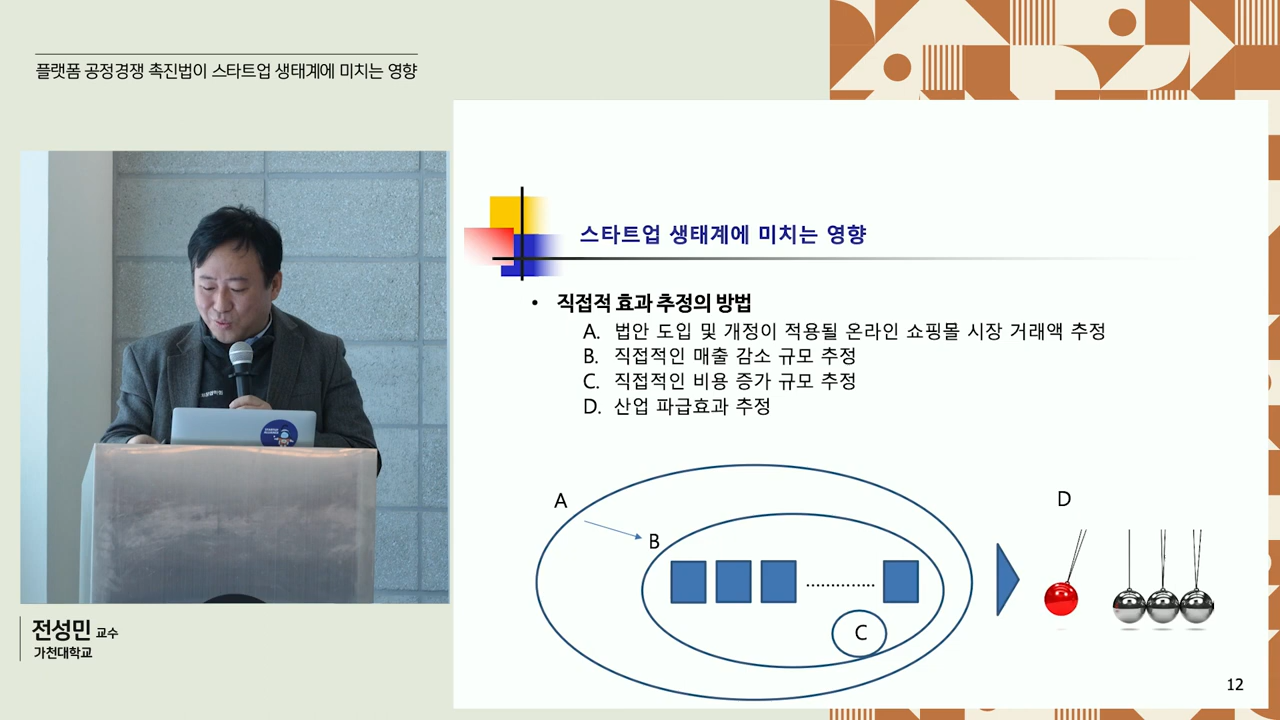 플랫폼 공정경쟁 촉진법이 스타트업 생태계에 미치는 영향
스타트업 생태계에 미치는 영향
• 직접적 효과 추정의 방법
A. 법안 도입 및 개정이 적용될 온라인 쇼핑몰 시장 거래액 추정
B. 직접적인 매출 감소 규모 추정
C. 직접적인 비용 증가 규모 추정
D. 산업 파급효과 추정
A
B
C
D
12
전성민 교수
가천대학교